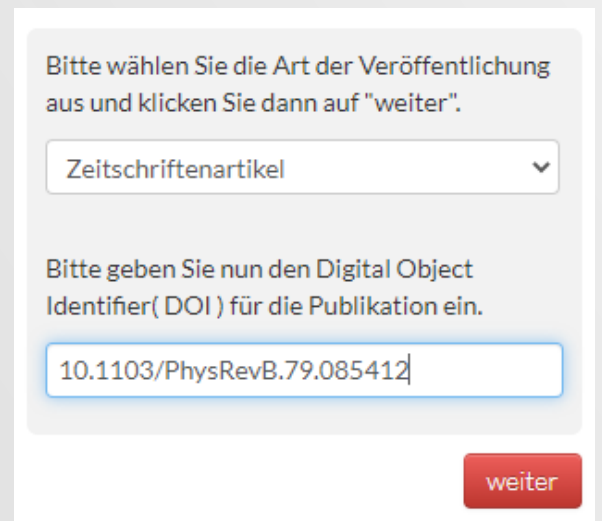 Bitte wählen Sie die Art der Veröffentlichung
aus und klicken Sie dann auf "weiter".
Zeitschriftenartikel
Bitte geben Sie nun den Digital Object
Identifier( DOI ) für die Publikation ein.
10.1103/PhysRevB.79.085412
weiter